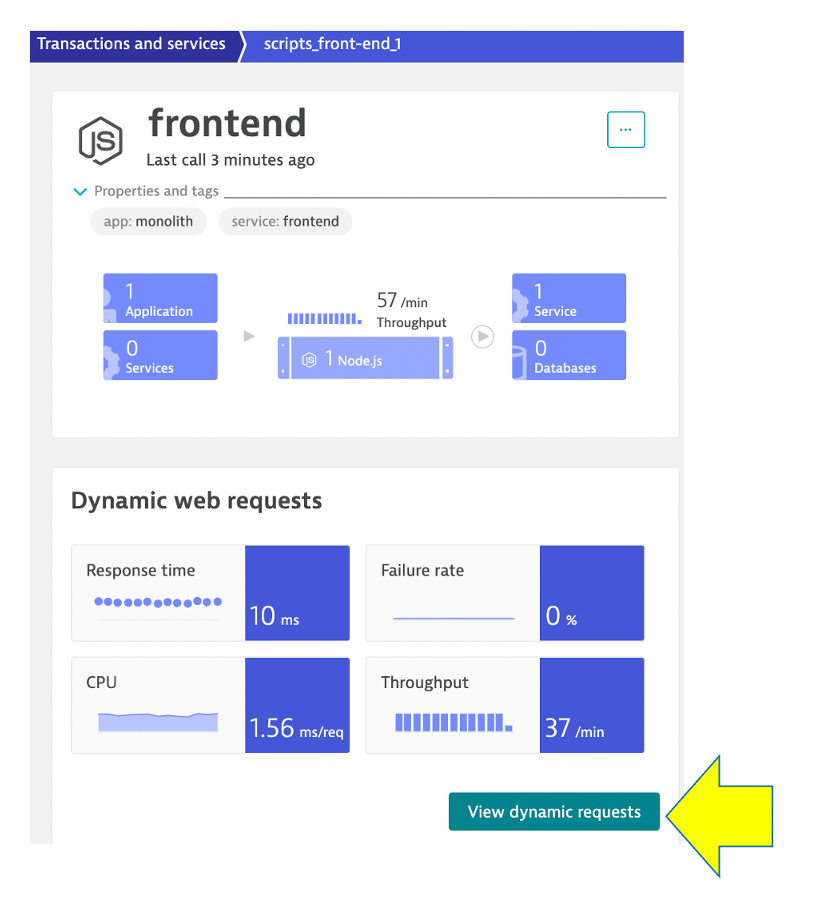 Transactions and services
scripts_front-end_1
JS
frontend
...
Last call 3 minutes ago
Properties and tags
app: monolith
service: frontend
1
Application
0
Services
57 /min
Throughput
JS 1 Node.js
1
Service
0
Databases
Dynamic web requests
Response time
10 ms
Failure rate
0 %
CPU
1.56 ms/req
Throughput
37 /min
View dynamic requests